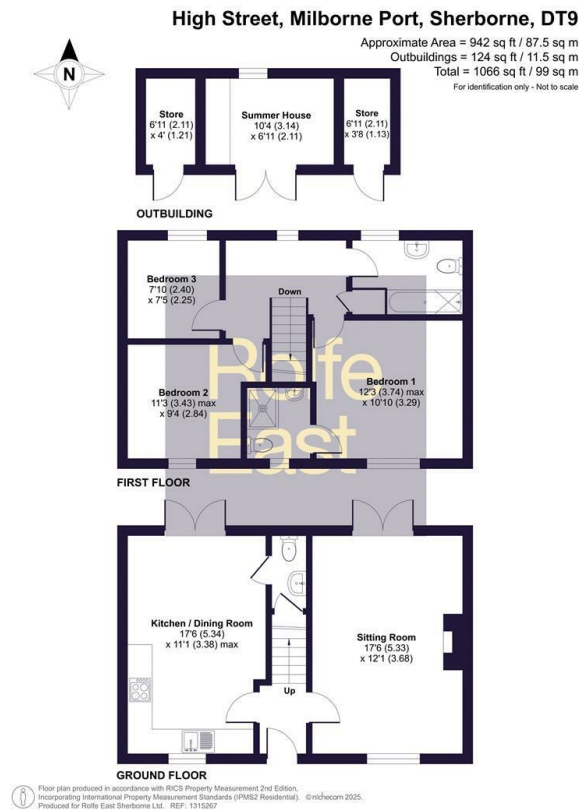 High Street, Milborne Port, Sherborne, DT9
Approximate Area = 942 sq ft / 87.5 sq m
Outbuildings = 124 sq ft / 11.5 sq m
Total = 1066 sq ft / 99 sq m
For identification only - Not to scale
N
Store
6'11 (2.11)
x 4' (1.21)
Summer House
10'4 (3.14)
x 6'11 (2.11)
Store
6'11 (2.11)
x 3'8 (1.13)
OUTBUILDING
Bedroom 3
7'10 (2.40)
x 7'5 (2.25)
Down
Bedroom 2
11'3 (3.43) max
x 9'4 (2.84)
Bedroom 1
12'3 (3.74) max
x 10'10 (3.29)
Rolfe
East
FIRST FLOOR
Kitchen / Dining Room
17'6 (5.34)
x 11'1 (3.38) max
Sitting Room
17'6 (5.33)
x 12'1 (3.68)
Up
GROUND FLOOR
Floor plan produced in accordance with RICS Property Measurement 2nd Edition,
Incorporating International Property Measurement Standards (IPMS2 Residential). ©nichecom 2025.
Produced for Rolfe East Sherborne Ltd. REF: 1315267